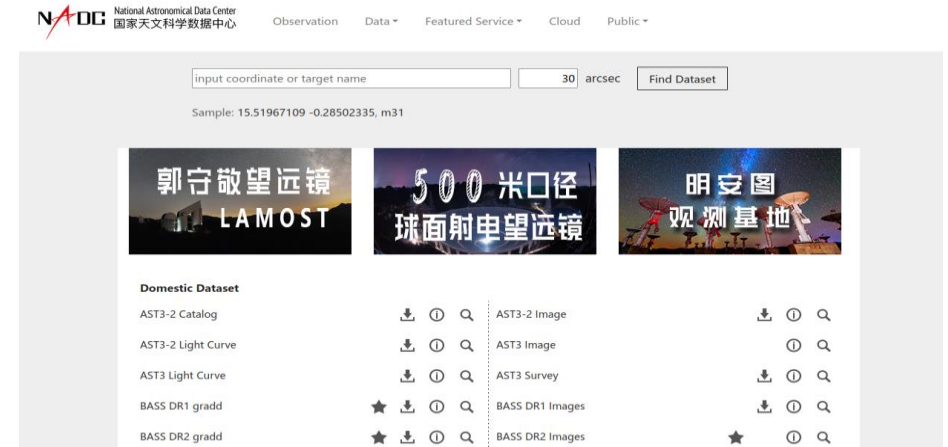 NADC National Astronomical Data Center
国家天文科学数据中心
Observation Data Featured Service Cloud Public
input coordinate or target name 30 arcsec Find Dataset
Sample: 15.51967109 -0.28502335, m31
郭守敬望远镜
LAMOST
500米口径
球面射电望远镜
明安图
观测基地
Domestic Dataset
AST3-2 Catalog AST3-2 Image
AST3-2 Light Curve AST3 Image
AST3 Light Curve AST3 Survey
BASS DR1 gradd BASS DR1 Images
BASS DR2 gradd BASS DR2 Images